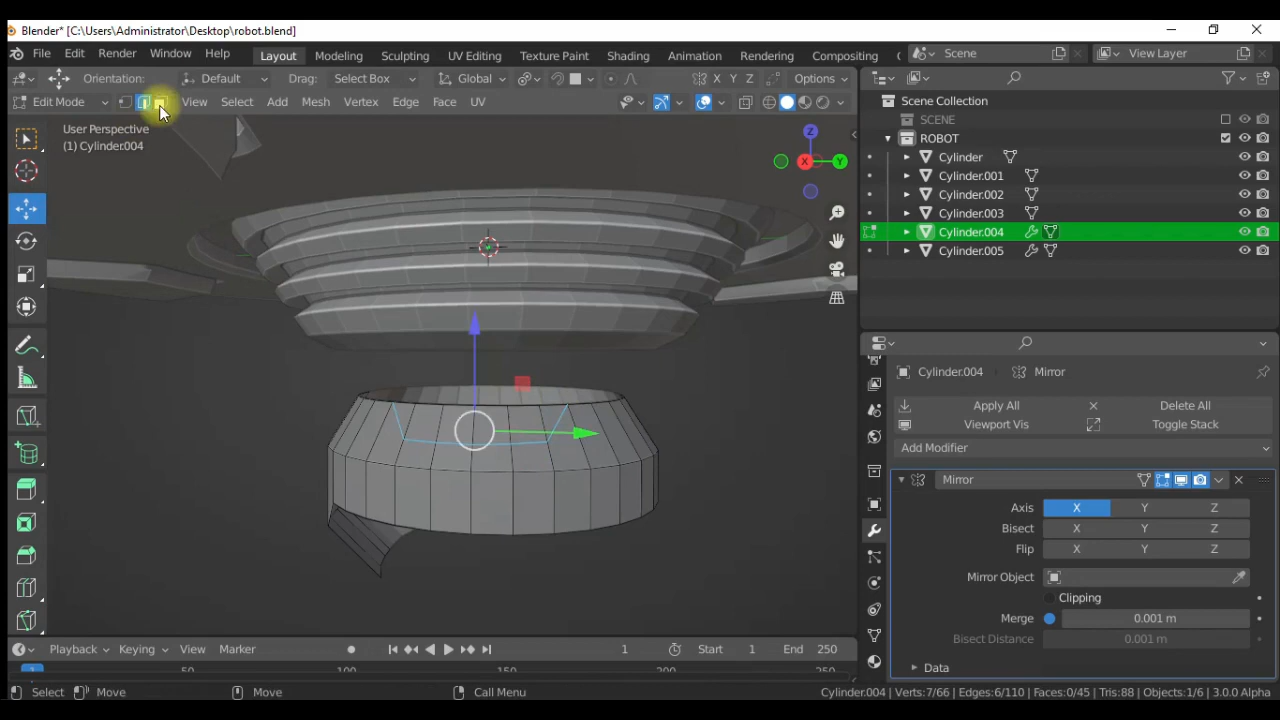 Blender* [C:\Users\Administrator\Desktop\robot.blend]
File Edit Render Window Help Layout Modeling Sculpting UV Editing Texture Paint Shading Animation Rendering Compositing Scene View Layer
Orientation: Default Drag: Select Box Global X Y Z Options
Edit Mode View Select Add Mesh Vertex Edge Face UV
User Perspective
(1) Cylinder.004
Z
X
Y
Scene Collection
SCENE
ROBOT
Cylinder
Cylinder.001
Cylinder.002
Cylinder.003
Cylinder.004
Cylinder.005
Cylinder.004 Mirror
Apply All Delete All
Viewport Vis Toggle Stack
Add Modifier
Mirror
Axis X Y Z
Bisect X Y Z
Flip X Y Z
Mirror Object
Clipping
Merge 0.001 m
Bisect Distance 0.001 m
Data
Playback Keying View Marker 1 Start 1 End 250
1 50 100 150 200 250
Select Move Move Call Menu Cylinder.004 | Verts:7/66 | Edges:6/110 | Faces:0/45 | Tris:88 | Objects:1/6 | 3.0.0 Alpha